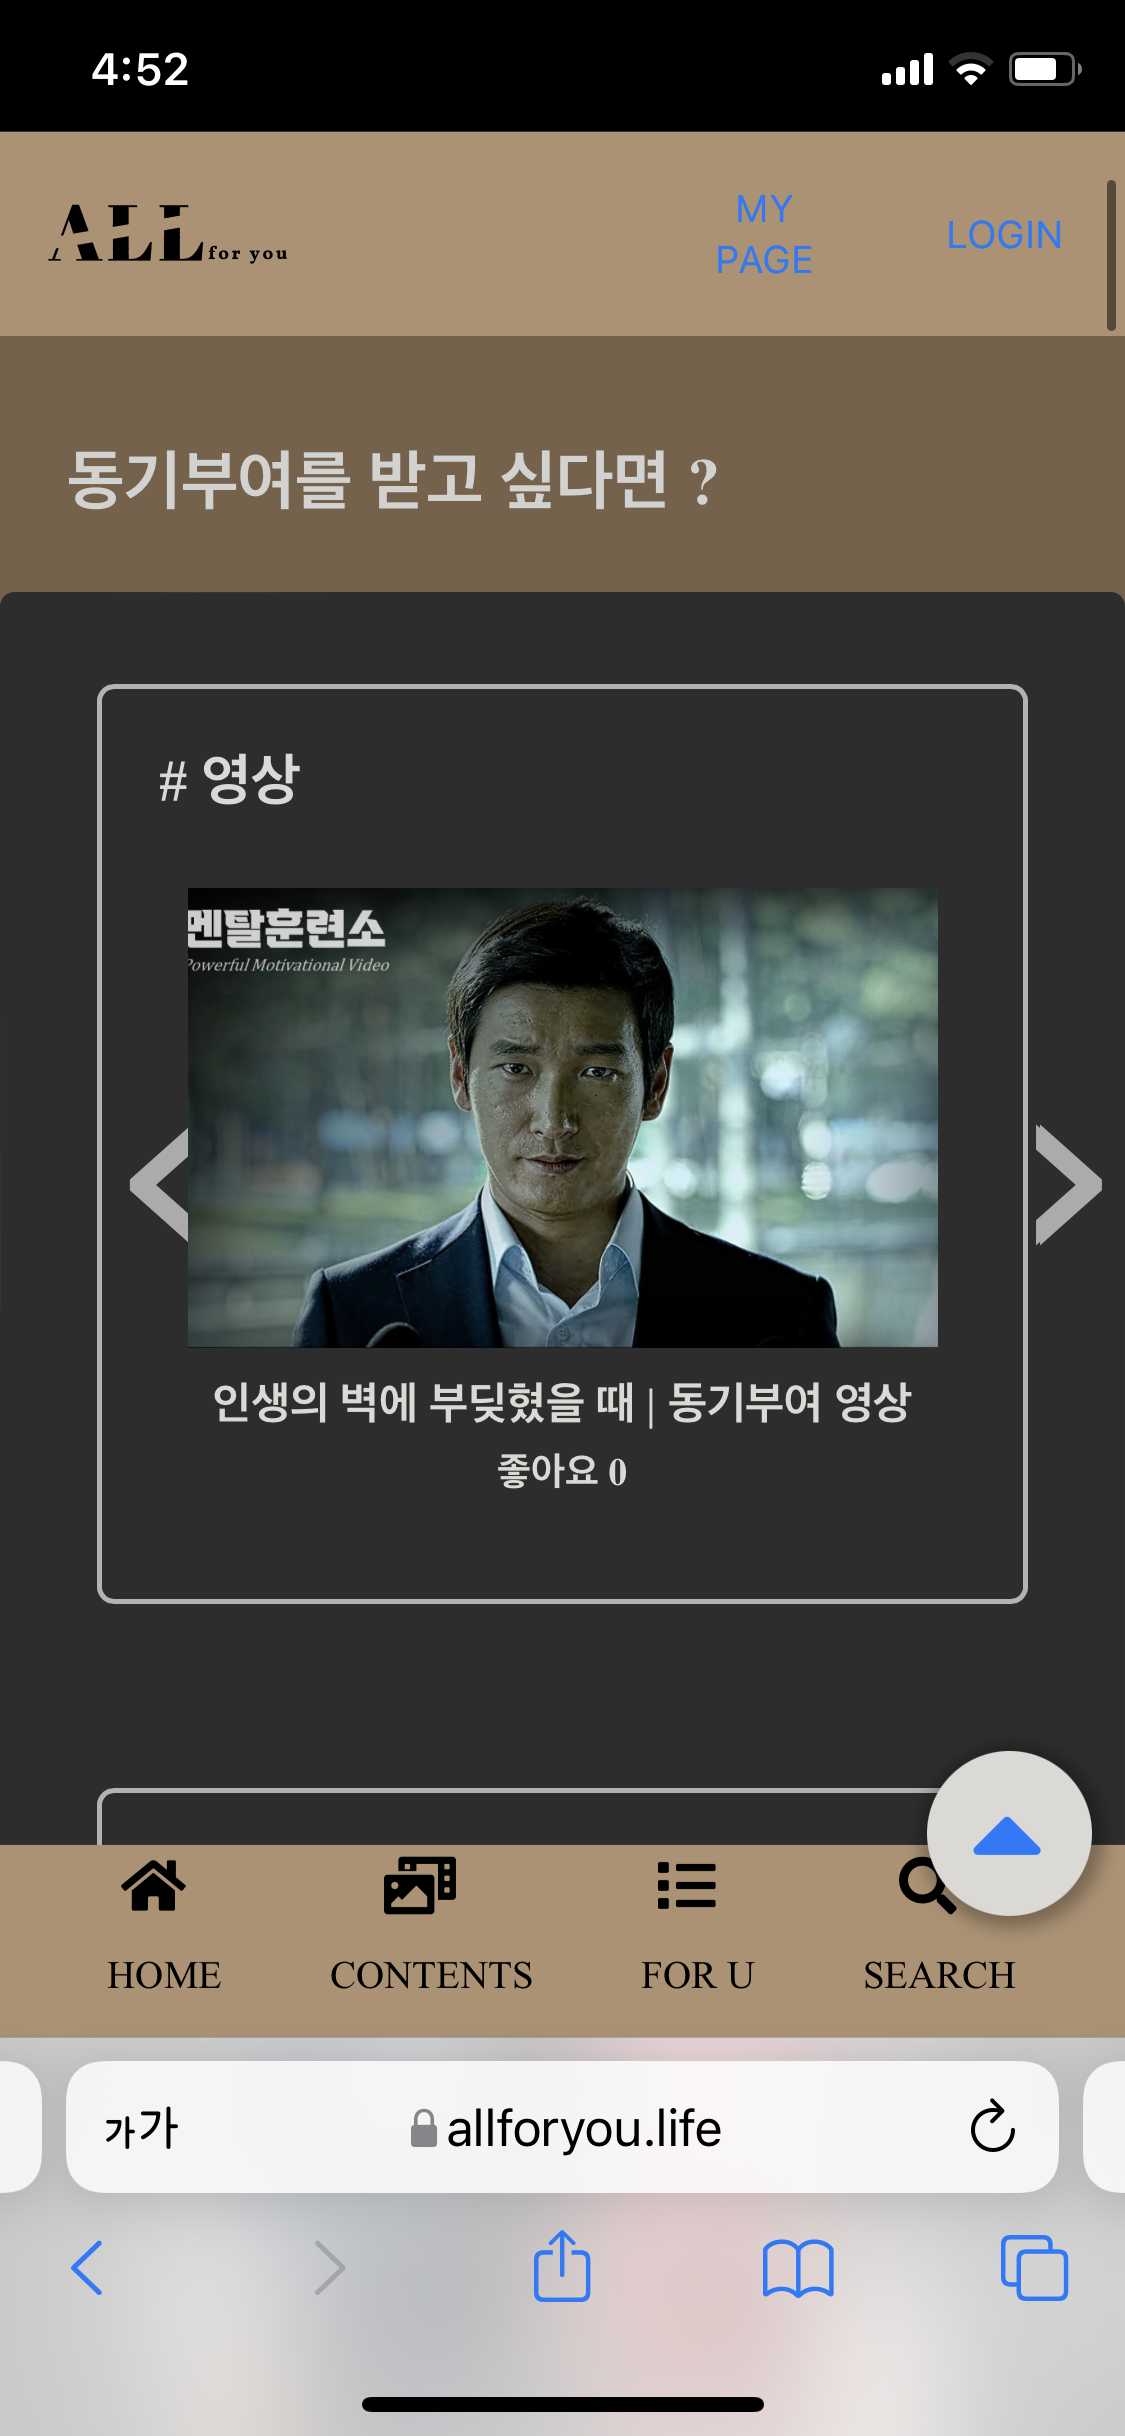 4:52
ALL for you
MY
PAGE
LOGIN
동기부여를 받고 싶다면 ?
# 영상
멘탈훈련소
Powerful Motivational Video
인생의 벽에 부딪혔을 때 | 동기부여 영상
좋아요 0
HOME
CONTENTS
FOR U
SEARCH
가가
allforyou.life